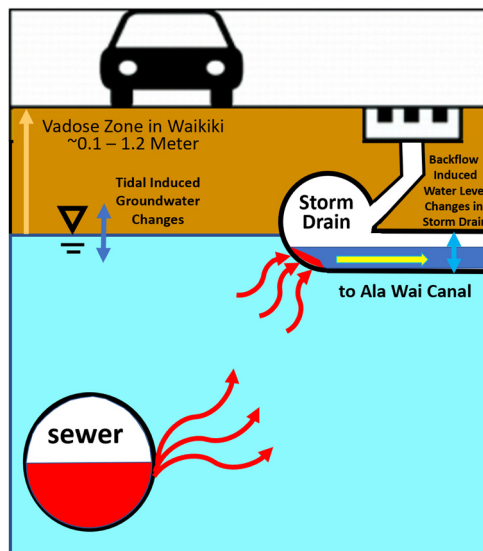 Vadose Zone in Waikiki
~0.1 – 1.2 Meter
Tidal Induced
Groundwater
Changes
Storm
Drain
Backflow
Induced
Water Level
Changes in
Storm Drain
to Ala Wai Canal
sewer